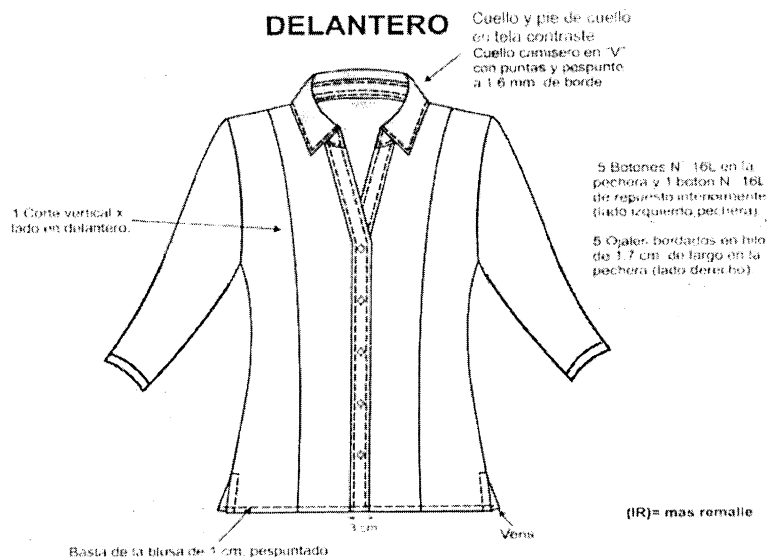 DELANTERO
Cuello y pie de cuello
en tela contraste
Cuello camisero en "V"
con puntas y pespunte
a 1.6 mm. de borde
1 Corte vertical x
lado en delantero.
5 Botones N° 16L en la
pechera y 1 boton N° 16L
de repuesto interiormente
(lado izquierdo pechera)
5 Ojales bordados en hilo
de 1.7 cm. de largo en la
pechera (lado derecho)
3 cm
Vens
(IR)= mas remalle
Basta de la blusa de 1 cm. pespuntado